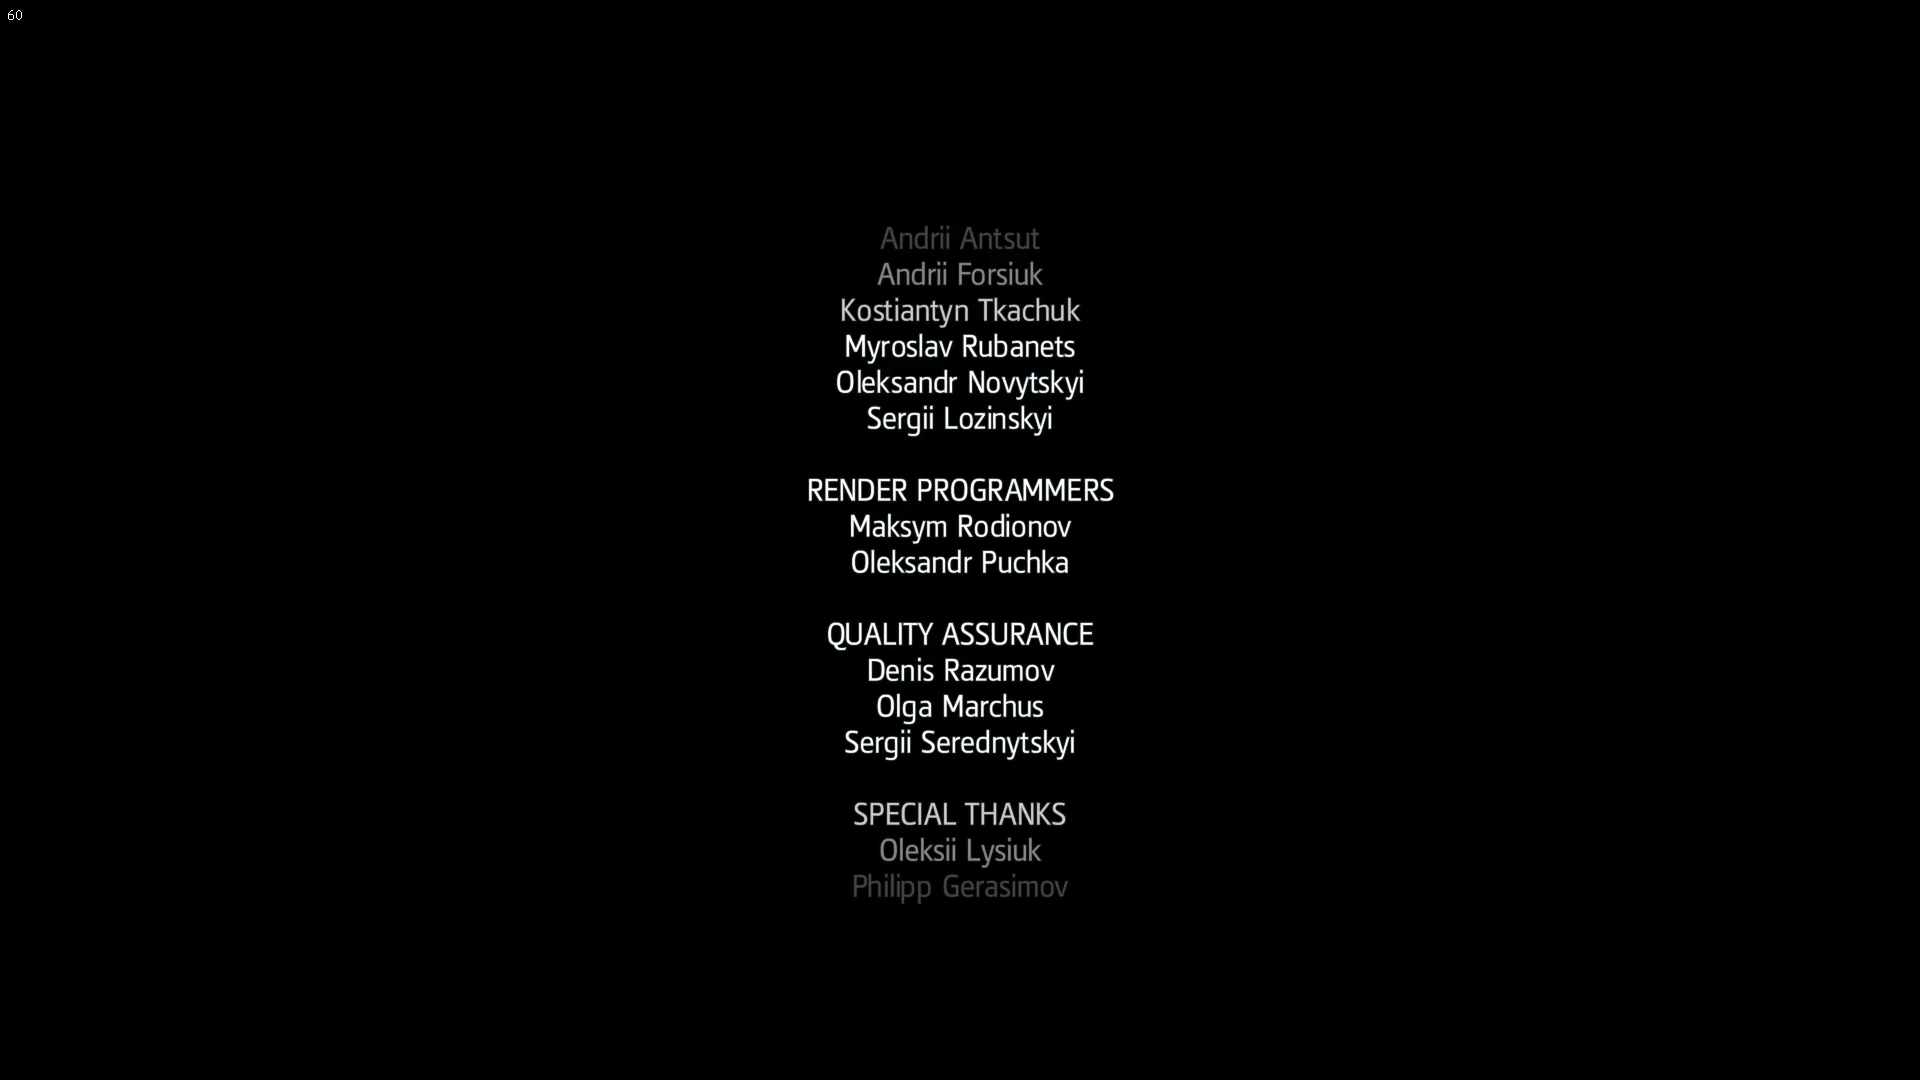 60
Andrii Antsut
Andrii Forsiuk
Kostiantyn Tkachuk
Myroslav Rubanets
Oleksandr Novytskyi
Sergii Lozinskyi
RENDER PROGRAMMERS
Maksym Rodionov
Oleksandr Puchka
QUALITY ASSURANCE
Denis Razumov
Olga Marchus
Sergii Serednytskyi
SPECIAL THANKS
Oleksii Lysiuk
Philipp Gerasimov